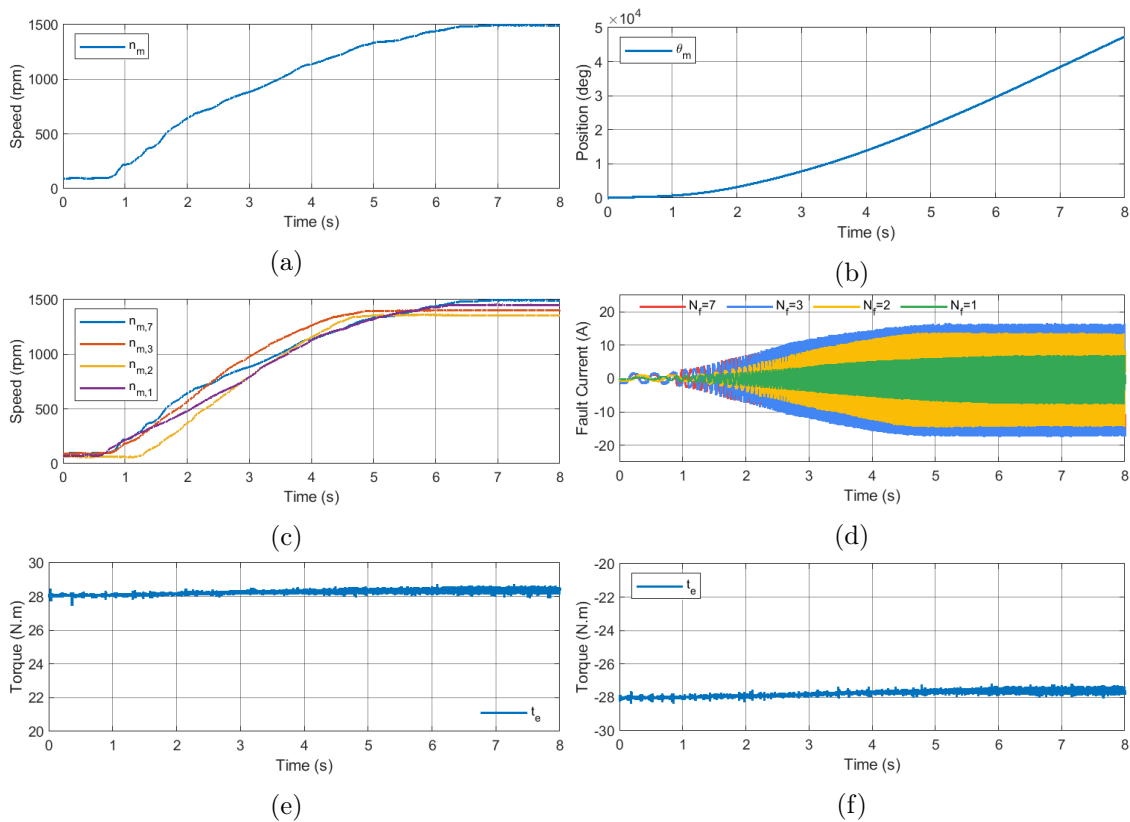 1500
1000
500
0
Speed (rpm)
n_m
0 1 2 3 4 5 6 7 8
Time (s)
(a)
×10^4
5
4
3
2
1
0
Position (deg)
θ_m
0 1 2 3 4 5 6 7 8
Time (s)
(b)
1500
1000
500
0
Speed (rpm)
n_m,7
n_m,3
n_m,2
n_m,1
0 1 2 3 4 5 6 7 8
Time (s)
(c)
N_f=7 N_f=3 N_f=2 N_f=1
20
10
0
-10
-20
Fault Current (A)
0 1 2 3 4 5 6 7 8
Time (s)
(d)
30
28
26
24
22
20
Torque (N.m)
t_e
0 1 2 3 4 5 6 7 8
Time (s)
(e)
-20
-22
-24
-26
-28
-30
Torque (N.m)
t_e
0 1 2 3 4 5 6 7 8
Time (s)
(f)